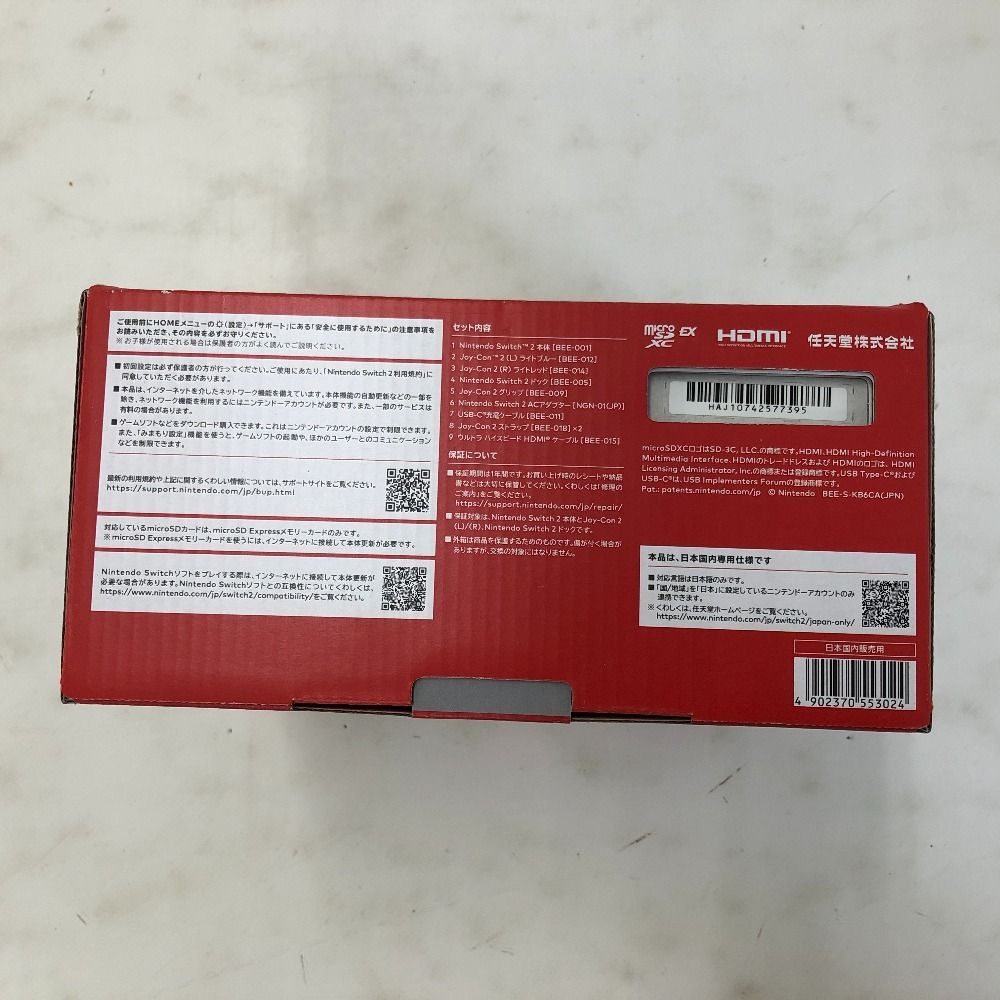 ご使用前にHOMEメニューの(設定)→「サポート」にある「安全に使用するために」の注意事項を
お読みいただき、その内容を必ずお守りください。
※お子様が使用される場合は保護者の方がよく読んでご説明ください。
■初回設定は必ず保護者の方が行ってください。ご使用にあたり、「Nintendo Switch 2 利用規約」に
同意していただく必要があります。
■本品は、インターネットを介したネットワーク機能を備えています。本体機能の自動更新などの一部を
除き、ネットワーク機能を利用するにはニンテンドーアカウントが必要です。また、一部のサービスは
有料の場合があります。
■ゲームソフトなどをダウンロード購入できます。これはニンテンドーアカウントの設定で制限できます。
また、「みまもり設定」機能を使うと、ゲームソフトの起動や、ほかのユーザーとのコミュニケーション
などを制限できます。
最新の利用規約や上記に関するくわしい情報については、サポートサイトをご覧ください。
https://support.nintendo.com/jp/bup.html
対応しているmicroSDカードは、microSD Expressメモリーカードのみです。
※microSD Expressメモリーカードを使うには、インターネットに接続して本体更新が必要です。
Nintendo Switchソフトをプレイする際は、インターネットに接続して本体更新が
必要な場合があります。Nintendo Switchソフトとの互換性についてくわしくは、
https://www.nintendo.com/jp/switch2/compatibility/をご覧ください。
セット内容
1 Nintendo Switch™ 2 本体 [BEE-001]
2 Joy-Con™ 2 (L) ライトブルー [BEE-012]
3 Joy-Con 2 (R) ライトレッド [BEE-014]
4 Nintendo Switch 2 ドック [BEE-005]
5 Joy-Con 2 グリップ [BEE-009]
6 Nintendo Switch 2 ACアダプター [NGN-01(JP)]
7 USB-C®充電ケーブル [BEE-011]
8 Joy-Con 2 ストラップ [BEE-018]×2
9 ウルトラ ハイスピード HDMI® ケーブル [BEE-015]
保証について
■保証期間は1年間です。お買い上げ時のレシートや納品
書などは大切に保管してください。くわしくは「修理の
ご案内」をご覧ください。
https://support.nintendo.com/jp/repair/
■保証対象は、Nintendo Switch 2 本体とJoy-Con 2
(L)/(R)、Nintendo Switch 2 ドックです。
■外箱は商品を保護するためのものです。傷が付く場合が
ありますが、交換の対象にはなりません。
micro SD XC EX HDMI 任天堂株式会社
HAJ10742577395
microSDXCロゴはSD-3C, LLC.の商標です。HDMI、HDMI High-Definition
Multimedia Interface、HDMIのトレードドレスおよび HDMIのロゴは、HDMI
Licensing Administrator, Inc.の商標または登録商標です。USB Type-C®および
USB-C®は、USB Implementers Forumの登録商標です。
Pat.: patents.nintendo.com/jp © Nintendo BEE-S-KB6CA(JPN)
本品は、日本国内専用仕様です
■対応言語は日本語のみです。
■「国/地域」を「日本」に設定しているニンテンドーアカウントのみ
連携できます。
※くわしくは、任天堂ホームページをご覧ください。
https://www.nintendo.com/jp/switch2/japan-only/
日本国内販売用
4 902370 553024